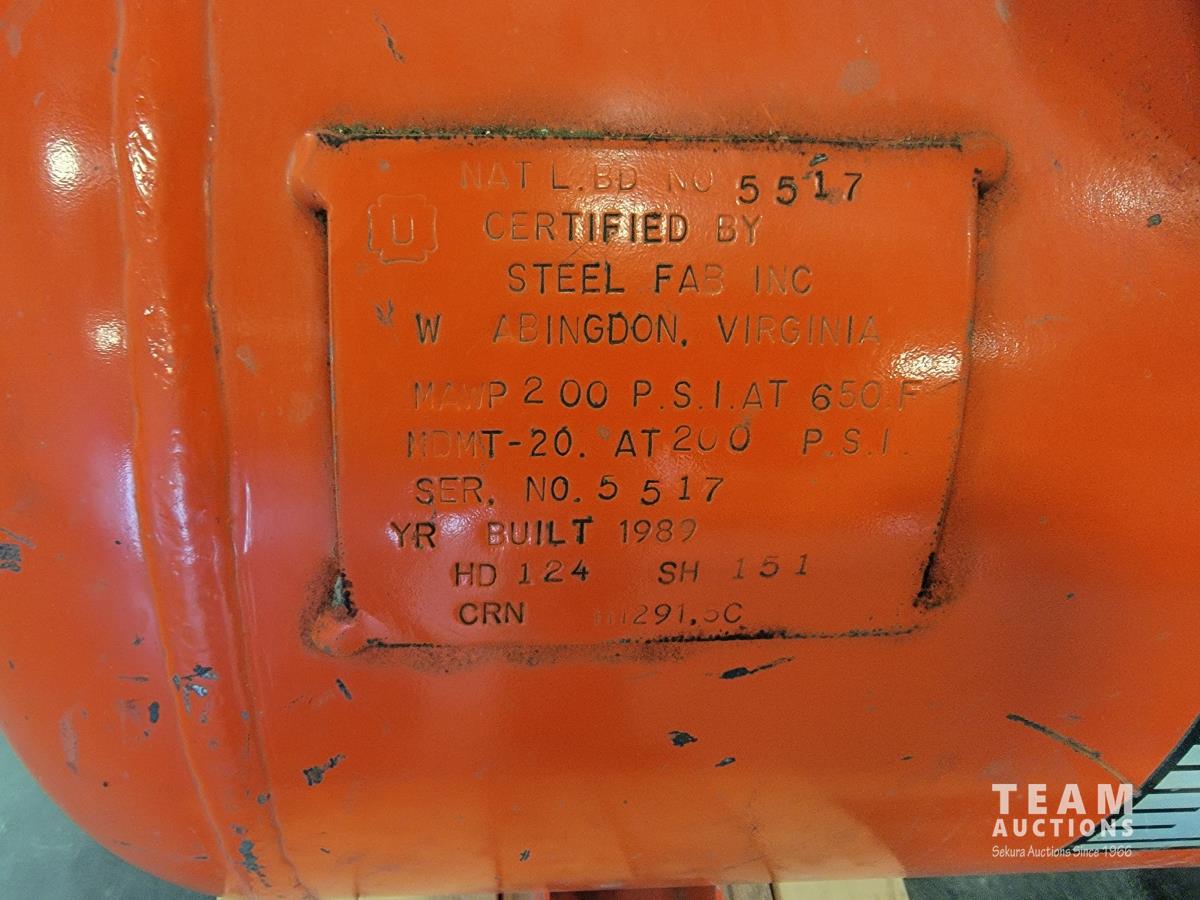 NAT L. BD NO 5517
U CERTIFIED BY
STEEL FAB INC
W ABINGDON, VIRGINIA
MAWP 200 P.S.I. AT 650.F
MDMT-20. AT 200 P.S.I.
SER. NO. 5517
YR BUILT 1989
HD 124 SH 151
CRN
TEAM
AUCTIONS
Sekura Auctions Since 1966